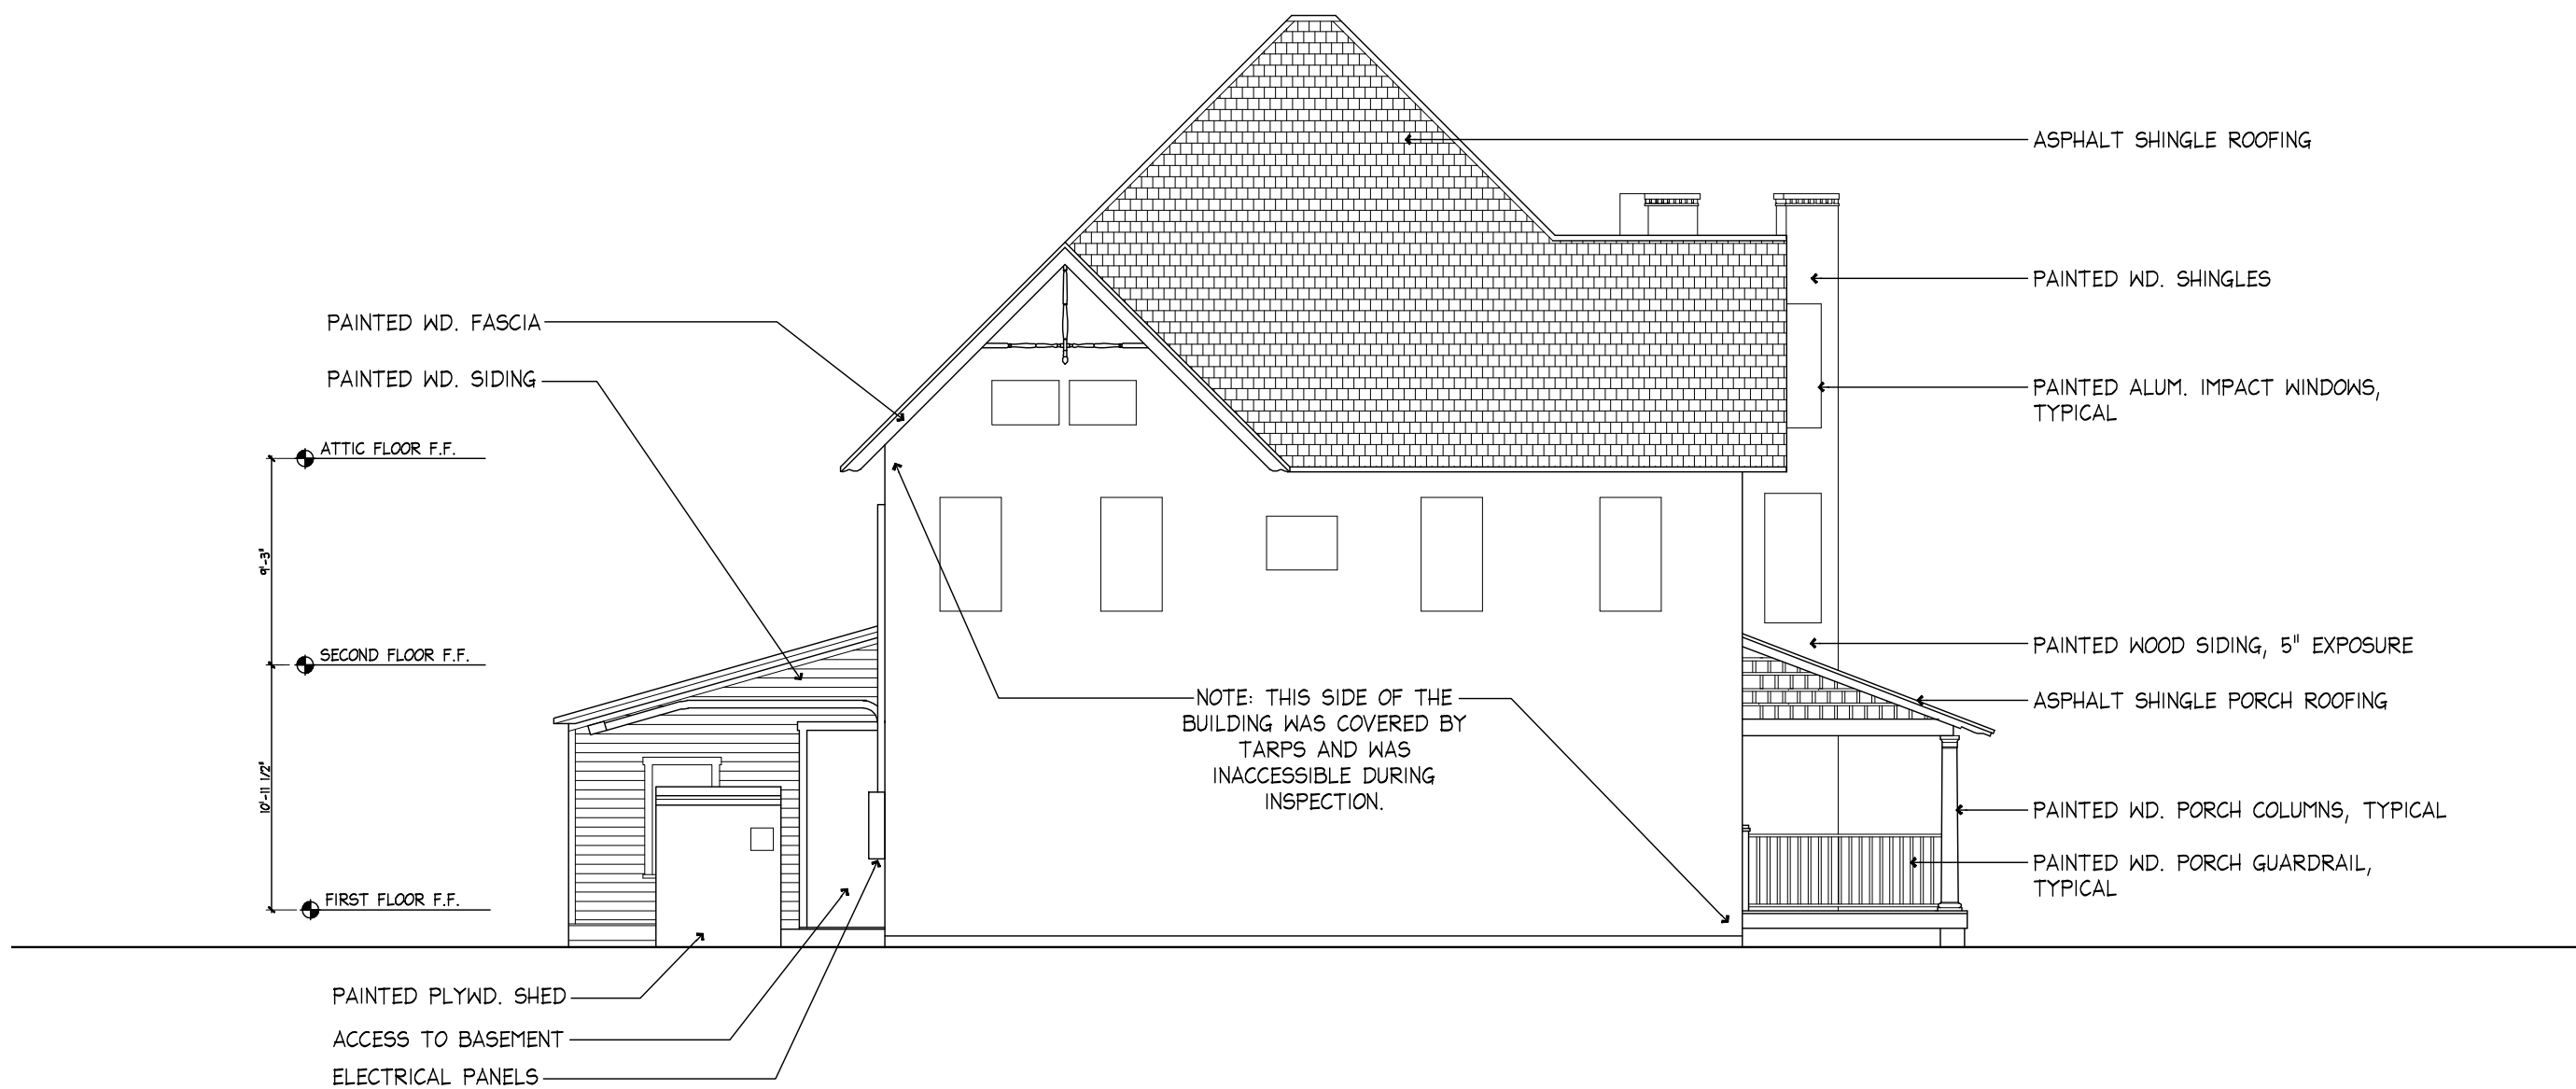 ASPHALT SHINGLE ROOFING
PAINTED WD. SHINGLES
PAINTED WD. FASCIA
PAINTED WD. SIDING
PAINTED ALUM. IMPACT WINDOWS,
TYPICAL
ATTIC FLOOR F.F.
9'-3"
SECOND FLOOR F.F.
PAINTED WOOD SIDING, 5" EXPOSURE
ASPHALT SHINGLE PORCH ROOFING
NOTE: THIS SIDE OF THE
BUILDING WAS COVERED BY
TARPS AND WAS
INACCESSIBLE DURING
INSPECTION.
10'-11 1/2"
PAINTED WD. PORCH COLUMNS, TYPICAL
PAINTED WD. PORCH GUARDRAIL,
TYPICAL
FIRST FLOOR F.F.
PAINTED PLYWD. SHED
ACCESS TO BASEMENT
ELECTRICAL PANELS